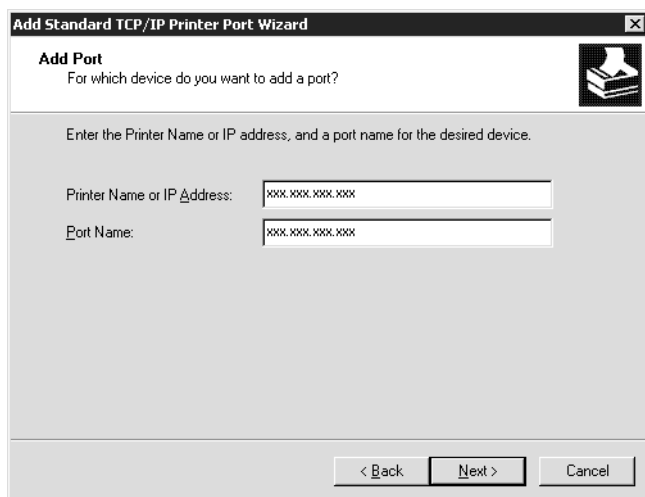 Add Standard TCP/IP Printer Port Wizard
Add Port
For which device do you want to add a port?
Enter the Printer Name or IP address, and a port name for the desired device.
Printer Name or IP Address: xxx.xxx.xxx.xxx
Port Name: xxx.xxx.xxx.xxx
< Back Next > Cancel